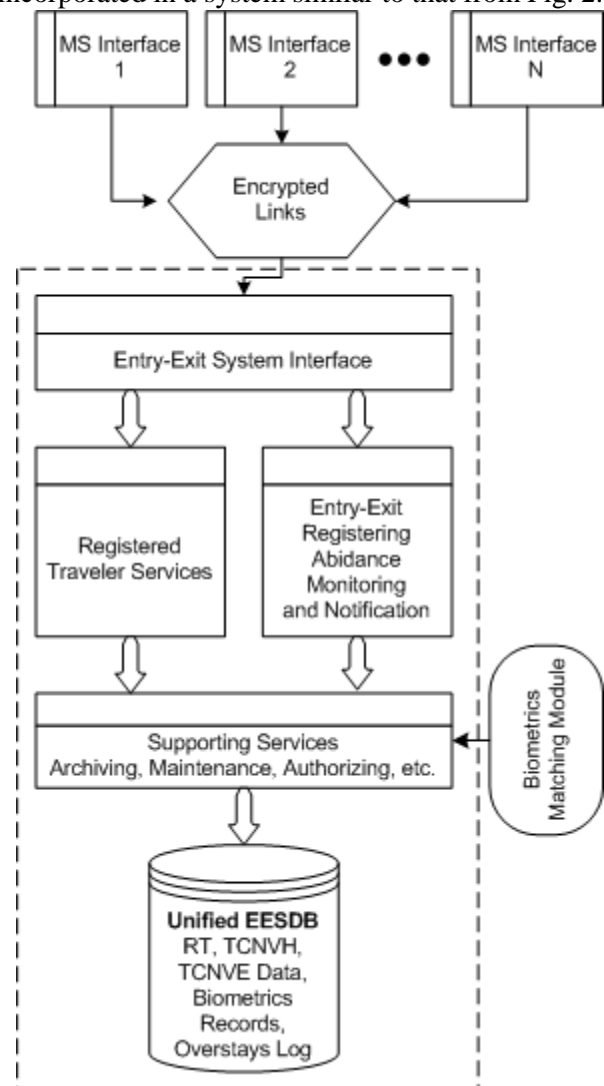 incorporated in a system similar to that from Fig. 2.
MS Interface
1
MS Interface
2
MS Interface
N
Encrypted
Links
Entry-Exit System Interface
Registered
Traveler Services
Entry-Exit
Registering
Abidance
Monitoring
and Notification
Biometrics
Matching Module
Supporting Services
Archiving, Maintenance, Authorizing, etc.
Unified EESDB
RT, TCNVH,
TCNVE Data,
Biometrics
Records,
Overstays Log